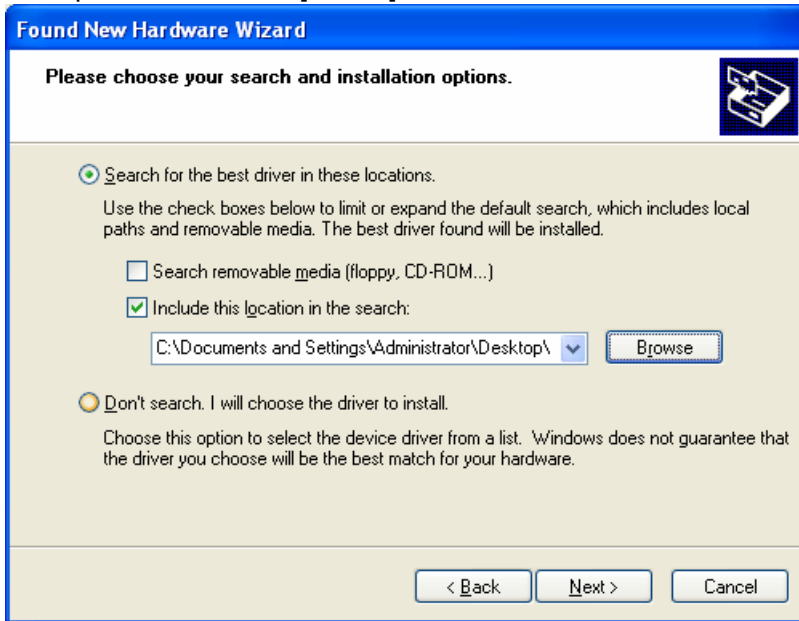 Found New Hardware Wizard
Please choose your search and installation options.
Search for the best driver in these locations.
Use the check boxes below to limit or expand the default search, which includes local
paths and removable media. The best driver found will be installed.
Search removable media (floppy, CD-ROM...)
Include this location in the search:
C:\Documents and Settings\Administrator\Desktop\
Browse
Don't search. I will choose the driver to install.
Choose this option to select the device driver from a list. Windows does not guarantee that
the driver you choose will be the best match for your hardware.
< Back Next > Cancel